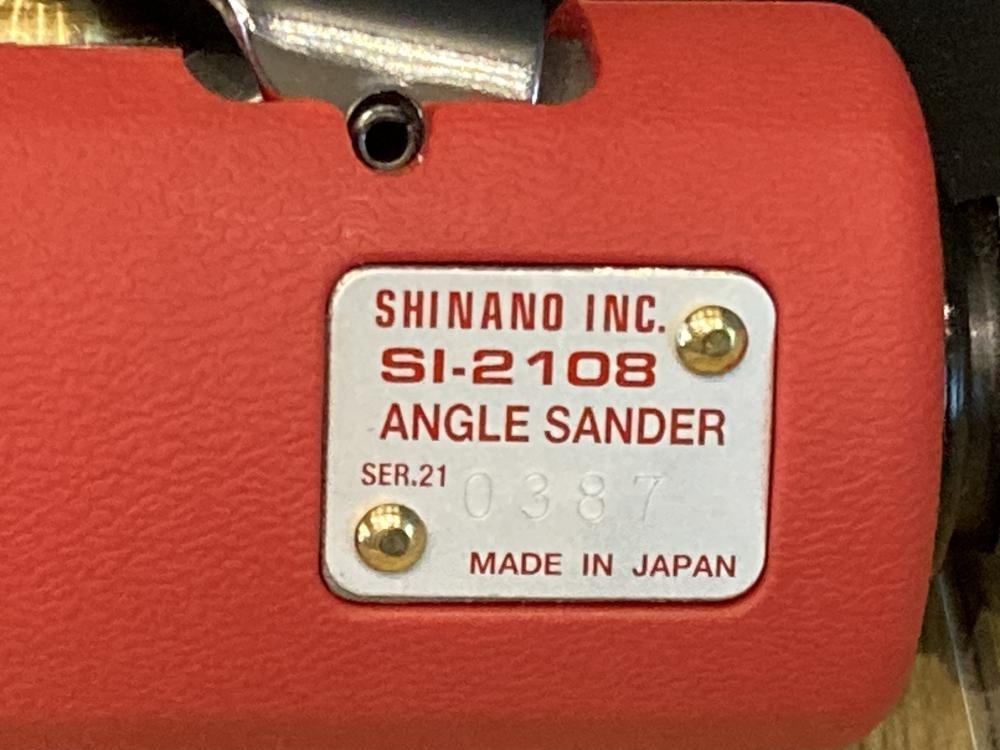 SHINANO INC.
SI-2108
ANGLE SANDER
SER.21 0387
MADE IN JAPAN